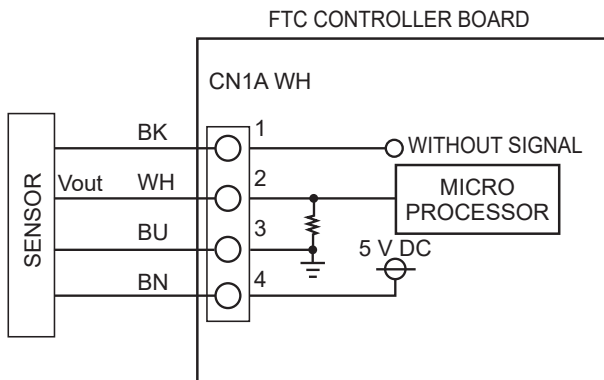 FTC CONTROLLER BOARD
CN1A WH
SENSOR
BK
1
WITHOUT SIGNAL
Vout
WH
2
MICRO
PROCESSOR
BU
3
5 V DC
BN
4